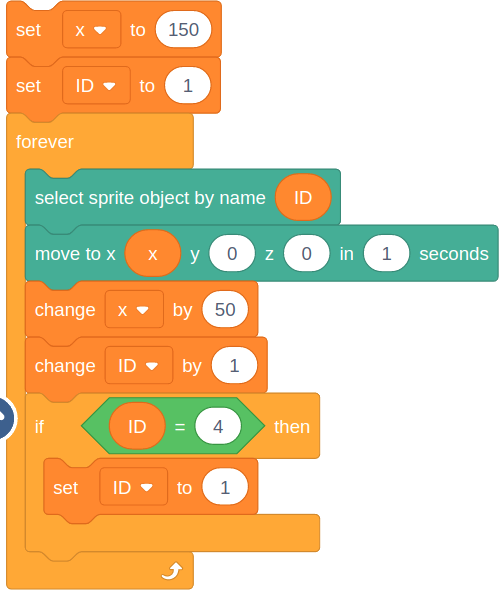 set x to 150
set ID to 1
forever
select sprite object by name ID
move to x x y 0 z 0 in 1 seconds
change x by 50
change ID by 1
if ID = 4 then
set ID to 1